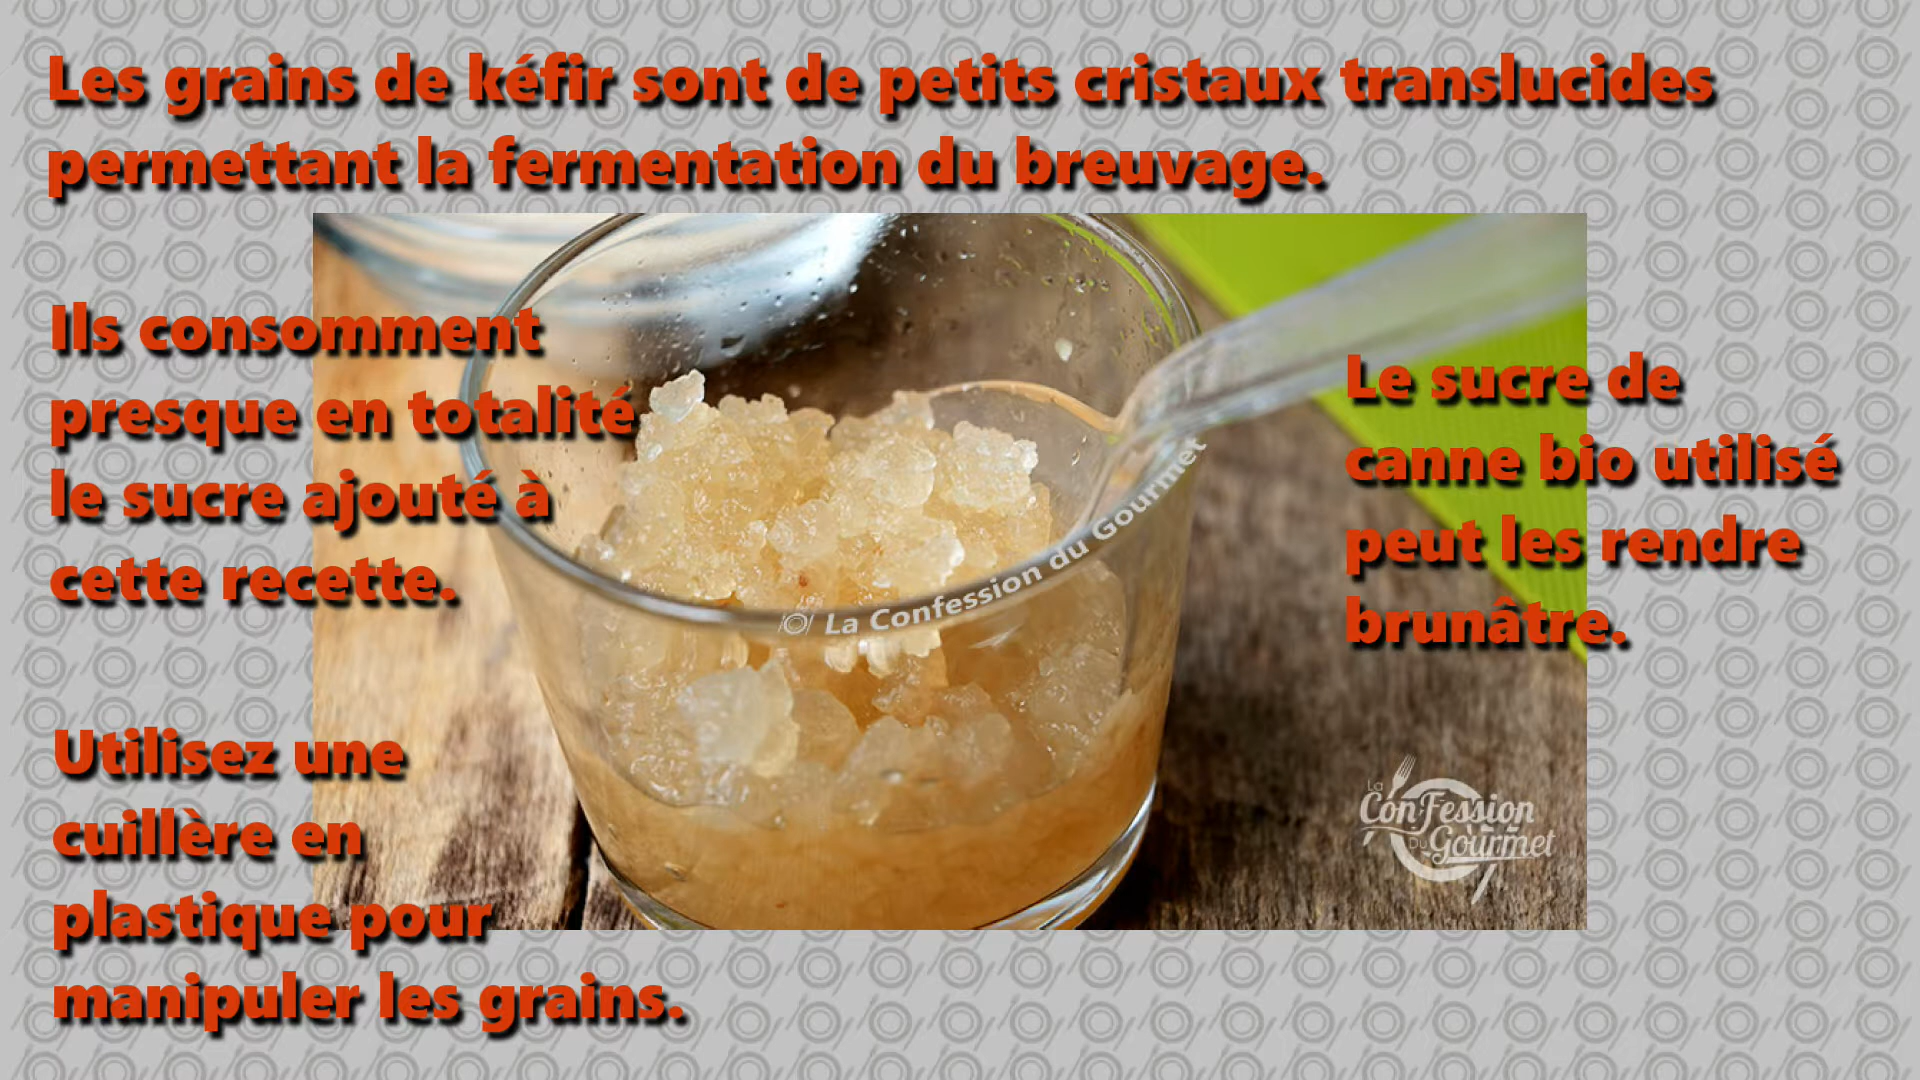 Les grains de kéfir sont de petits cristaux translucides
permettant la fermentation du breuvage.
Ils consomment
presque en totalité
le sucre ajouté à
cette recette.
Le sucre de
canne bio utilisé
peut les rendre
brunâtre.
Utilisez une
cuillère en
plastique pour
manipuler les grains.
La Confession du Gourmet
La
Confession
Du Gourmet